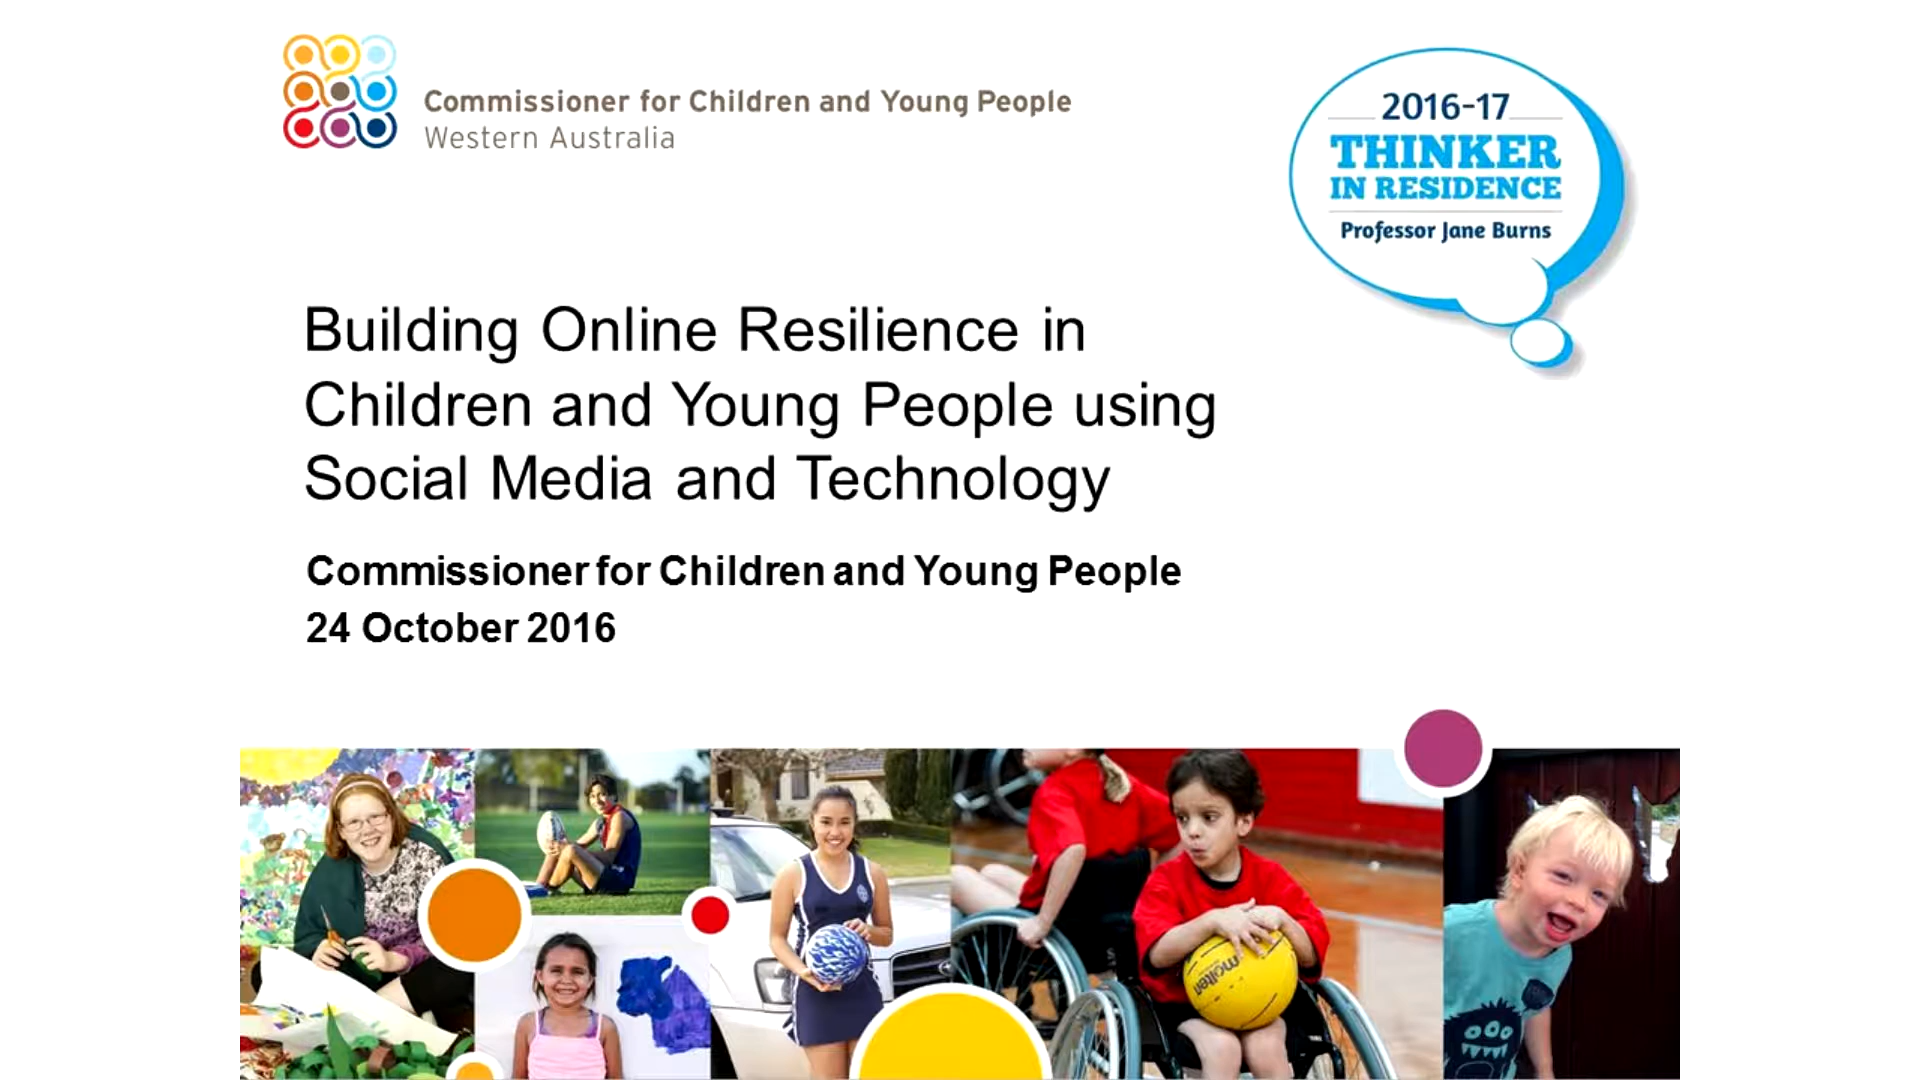 Commissioner for Children and Young People
Western Australia
2016-17
THINKER
IN RESIDENCE
Professor Jane Burns
Building Online Resilience in
Children and Young People using
Social Media and Technology
Commissioner for Children and Young People
24 October 2016
molten